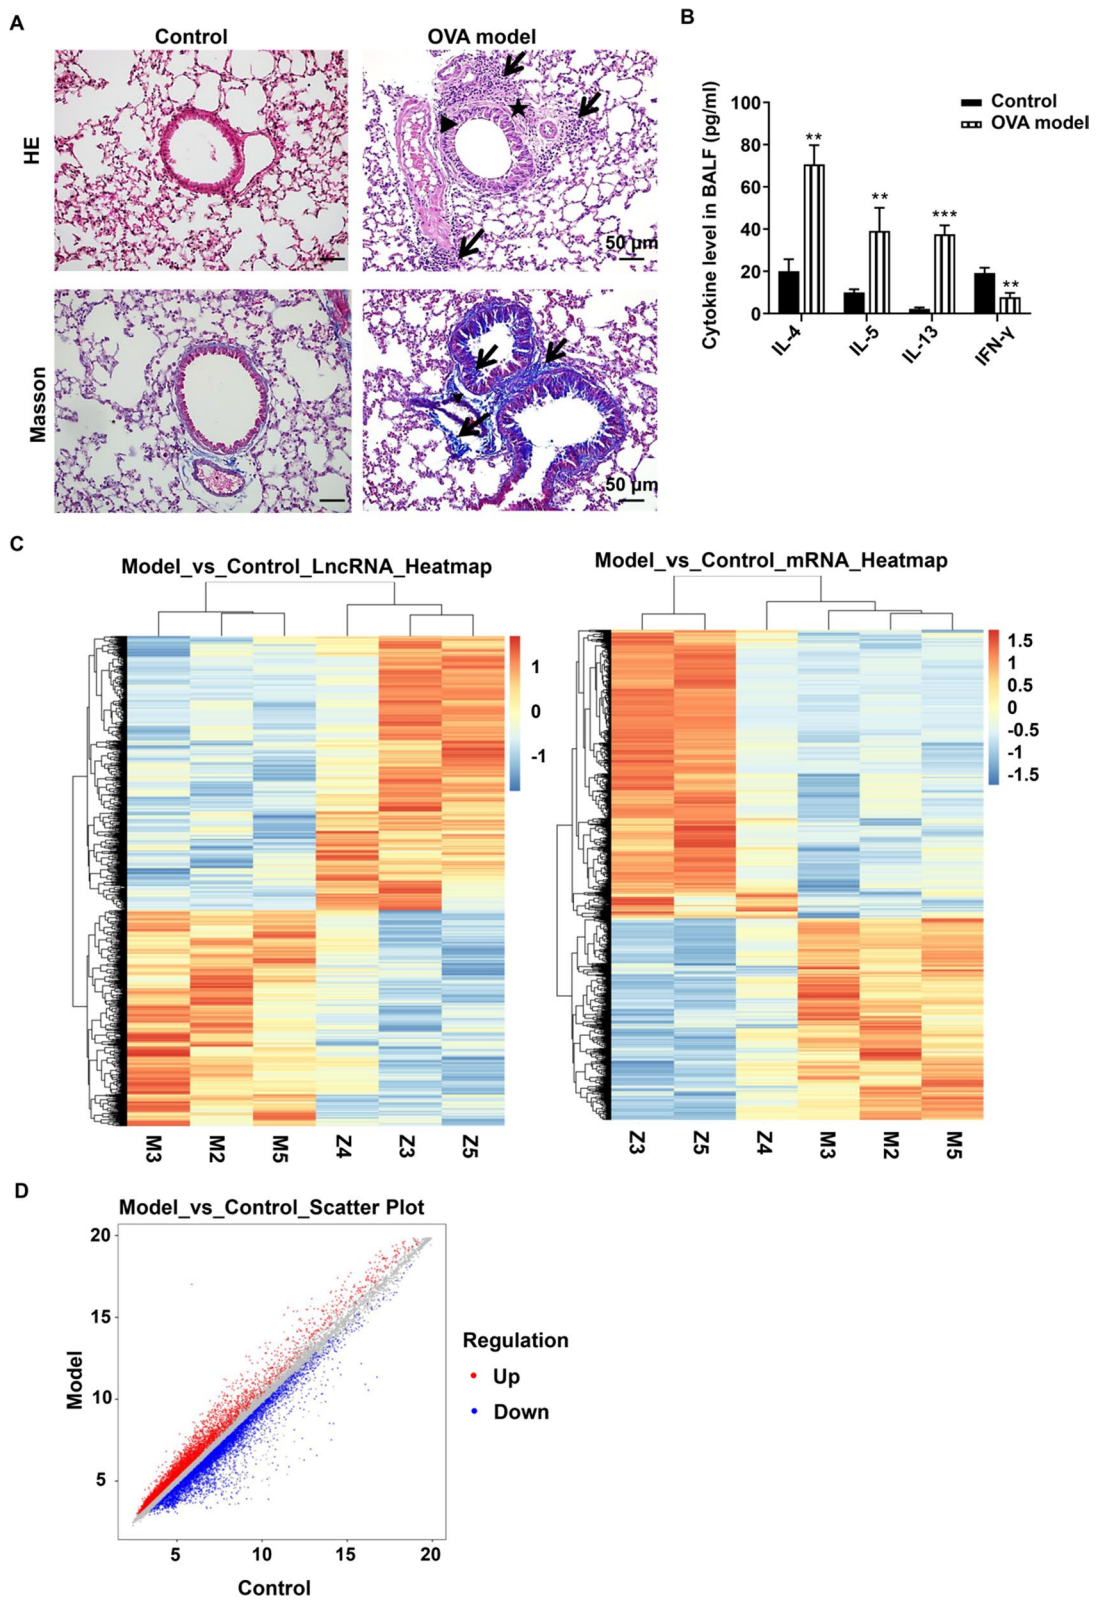 A
Control
OVA model
HE
50 µm
Masson
50 µm
B
Cytokine level in BALF (pg/ml)
100
80
60
40
20
0
Control
OVA model
**
**
***
**
IL-4
IL-5
IL-13
IFN-γ
C
Model_vs_Control_LncRNA_Heatmap
1
0
-1
M3
M2
M5
Z4
Z3
Z5
Model_vs_Control_mRNA_Heatmap
1.5
1
0.5
0
-0.5
-1
-1.5
Z3
Z5
Z4
M3
M2
M5
D
Model_vs_Control_Scatter Plot
Model
20
15
10
5
5
10
15
20
Control
Regulation
Up
Down